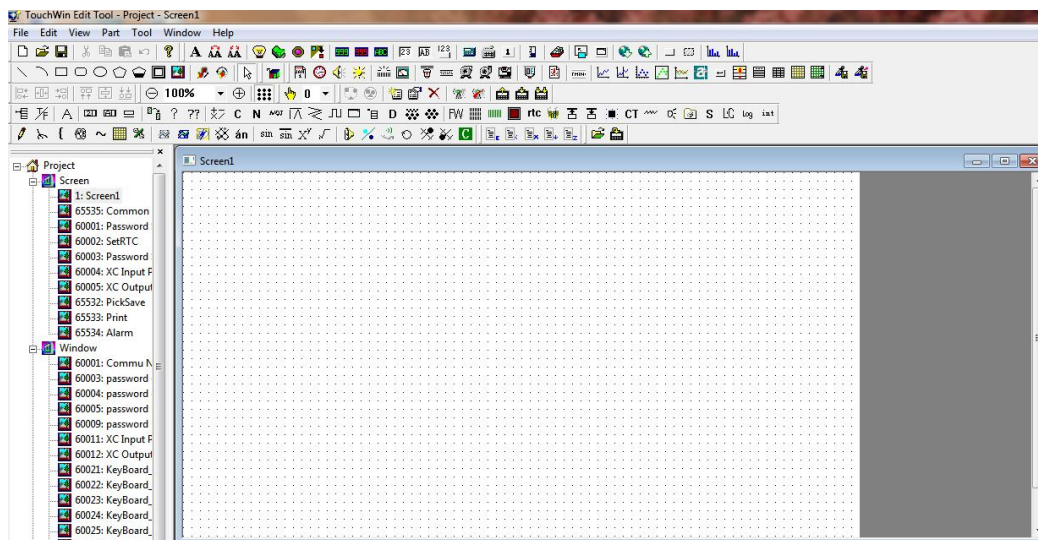 TouchWin Edit Tool - Project - Screen1
File Edit View Part Tool Window Help
100%
0
A ? ?? C N D FW rtc CT S LC log int
án sin C
Project
Screen
1: Screen1
65535: Common
60001: Password
60002: SetRTC
60003: Password
60004: XC Input P
60005: XC Output
65532: PickSave
65533: Print
65534: Alarm
Window
60001: Commu N
60003: password
60004: password
60005: password
60009: password
60011: XC Input P
60012: XC Output
60021: KeyBoard_
60022: KeyBoard_
60023: KeyBoard_
60024: KeyBoard_
60025: KeyBoard_
Screen1